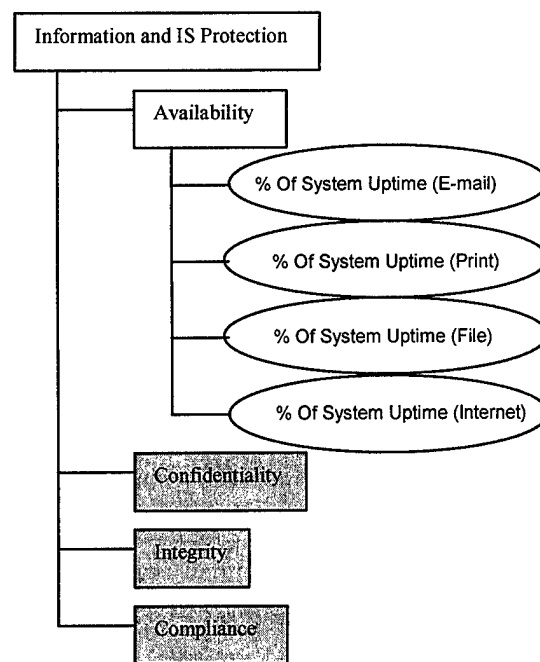 Information and IS Protection
Availability
% Of System Uptime (E-mail)
% Of System Uptime (Print)
% Of System Uptime (File)
% Of System Uptime (Internet)
Confidentiality
Integrity
Compliance